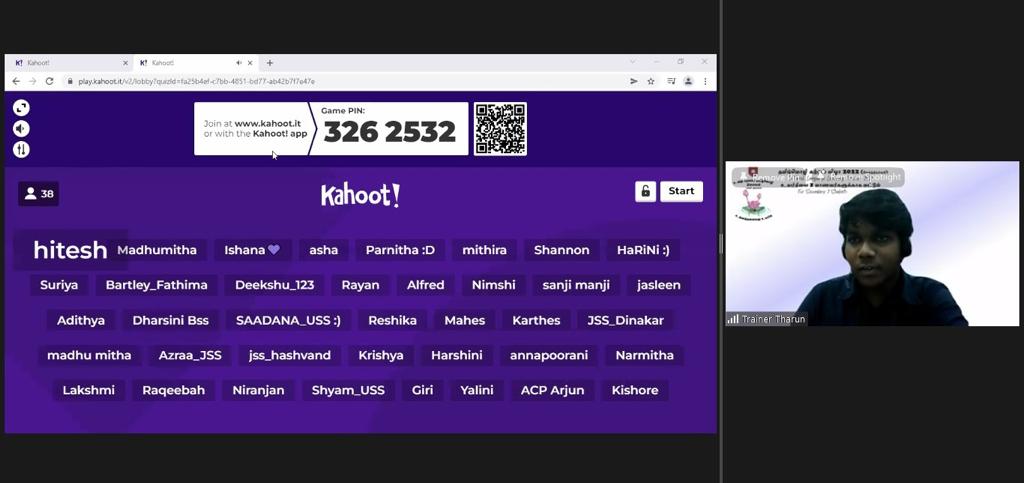 K! Kahoot!
K! Kahoot!
play.kahoot.it/v2/lobby?quizId=fa25b4ef-c7bb-4851-bd77-ab42b7f7e47e
Join at www.kahoot.it
or with the Kahoot! app
Game PIN:
326 2532
38
Kahoot!
Start
hitesh Madhumitha Ishana💜 asha Parnitha :D mithira Shannon HaRiNi :)
Suriya Bartley_Fathima Deekshu_123 Rayan Alfred Nimshi sanji manji jasleen
Adithya Dharsini Bss SAADANA_USS :) Reshika Mahes Karthes JSS_Dinakar
madhu mitha Azraa_JSS jss_hashvand Krishya Harshini annapoorani Narmitha
Lakshmi Raqeebah Niranjan Shyam_USS Giri Yalini ACP Arjun Kishore
2022
Remove Pin
Spotlight
Trainer Tharun